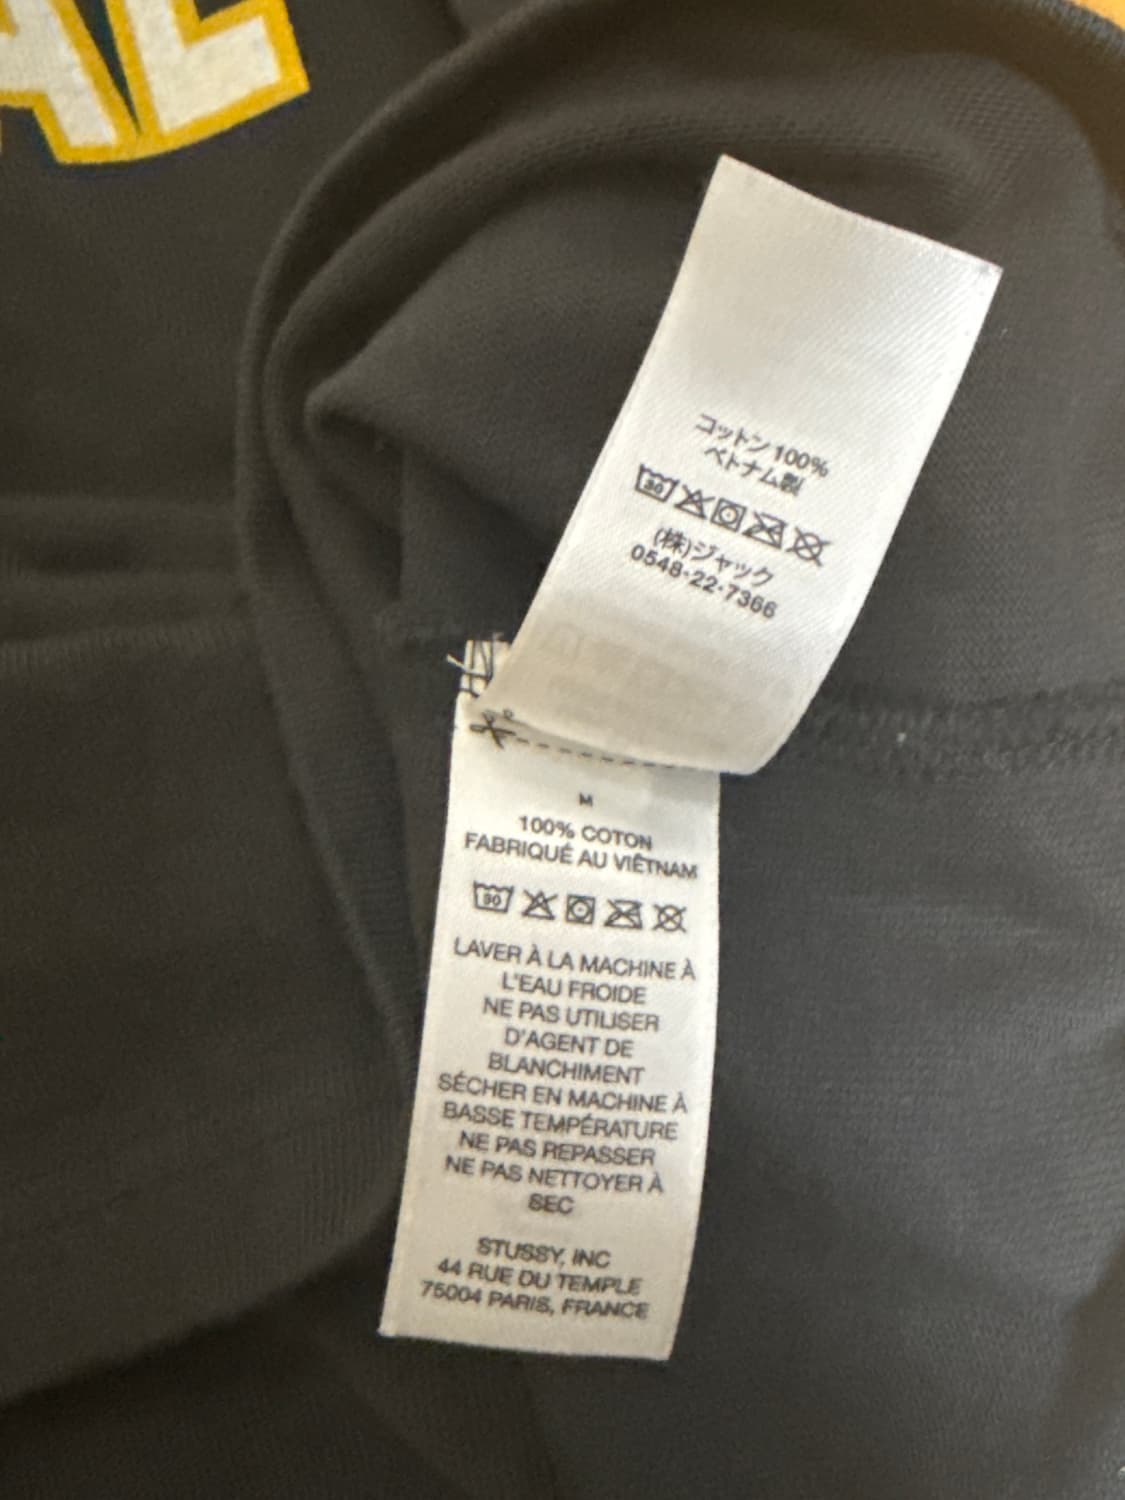 AL
コットン100%
ベトナム製
30
(株)ジャック
0548-22-7366
M
100% COTON
FABRIQUÉ AU VIÊTNAM
30
LAVER À LA MACHINE À
L'EAU FROIDE
NE PAS UTILISER
D'AGENT DE
BLANCHIMENT
SÉCHER EN MACHINE À
BASSE TEMPÉRATURE
NE PAS REPASSER
NE PAS NETTOYER À
SEC
STUSSY, INC
44 RUE DU TEMPLE
75004 PARIS, FRANCE